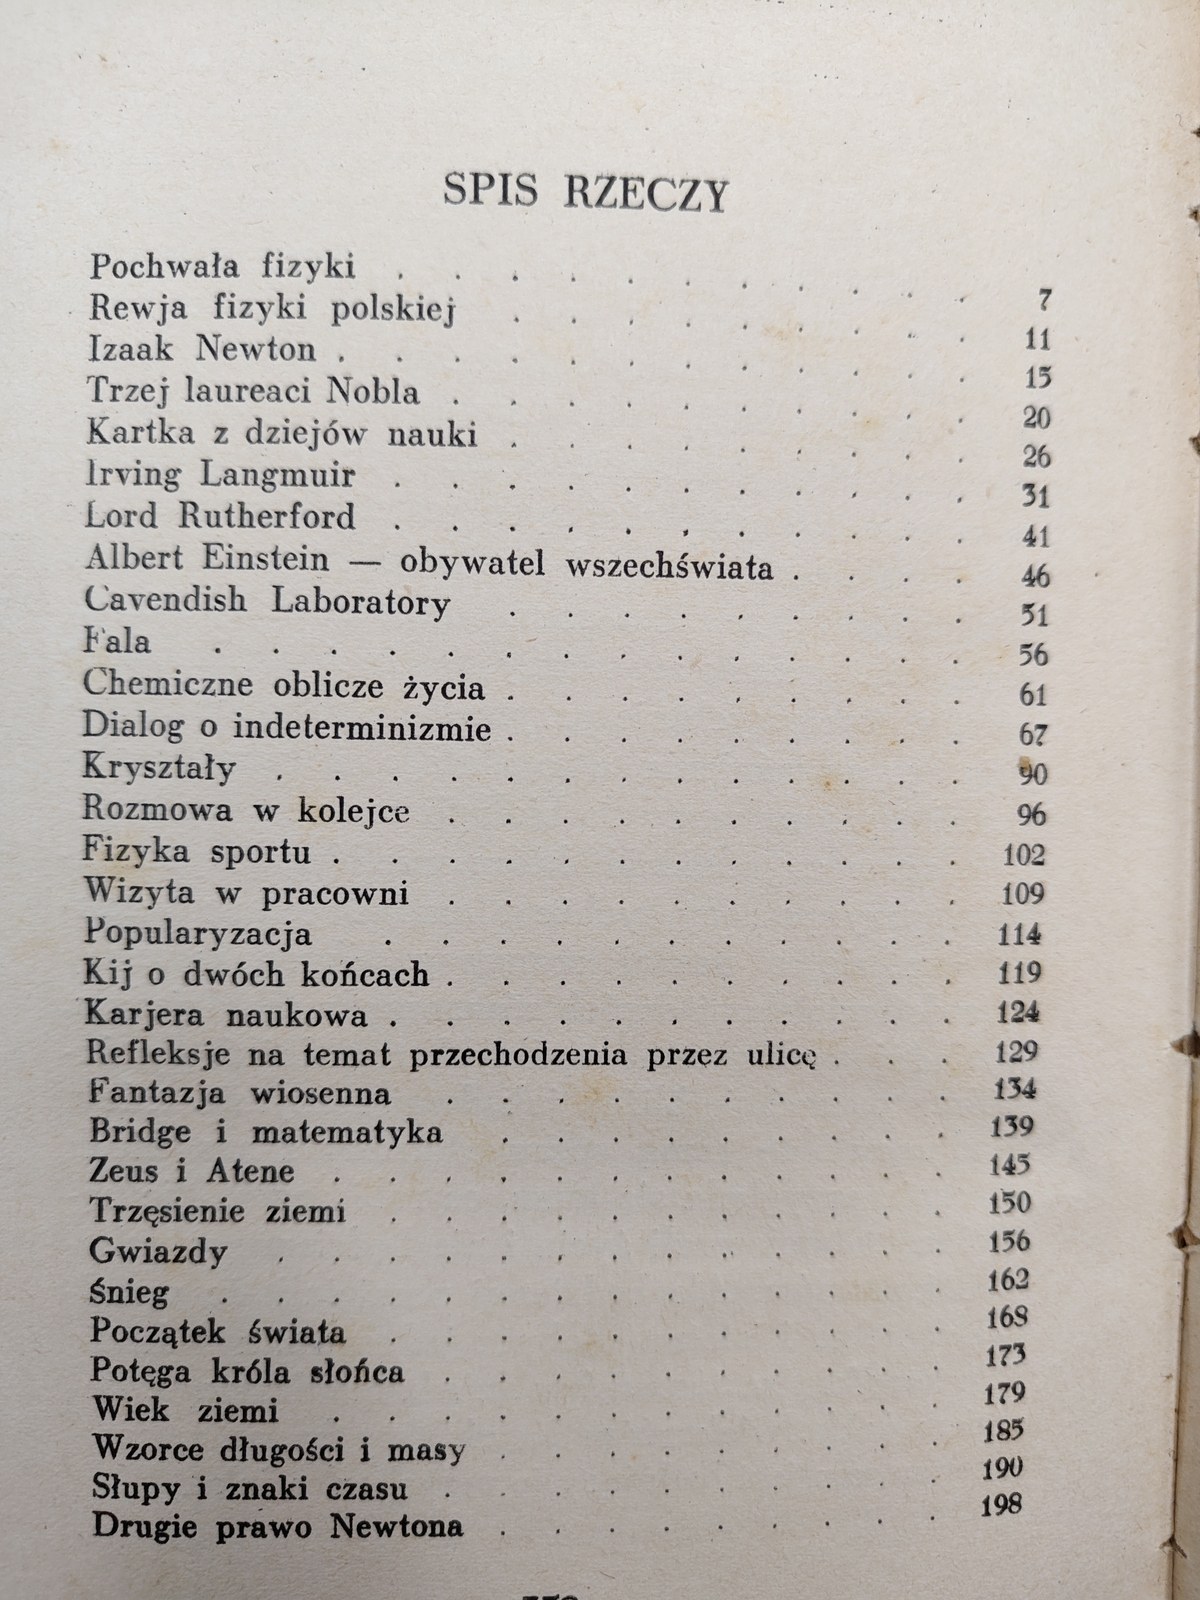 SPIS RZECZY
Pochwała fizyki . . . . . . . . . . . 7
Rewja fizyki polskiej . . . . . . . . . 11
Izaak Newton . . . . . . . . . . . . 15
Trzej laureaci Nobla . . . . . . . . . . 20
Kartka z dziejów nauki . . . . . . . . . 26
Irving Langmuir . . . . . . . . . . . 31
Lord Rutherford . . . . . . . . . . . 41
Albert Einstein — obywatel wszechświata . . . . 46
Cavendish Laboratory . . . . . . . . . 51
Fala . . . . . . . . . . . . . . 56
Chemiczne oblicze życia . . . . . . . . . 61
Dialog o indeterminizmie . . . . . . . . . 67
Kryształy . . . . . . . . . . . . . 90
Rozmowa w kolejce . . . . . . . . . . 96
Fizyka sportu . . . . . . . . . . . . 102
Wizyta w pracowni . . . . . . . . . . 109
Popularyzacja . . . . . . . . . . . 114
Kij o dwóch końcach . . . . . . . . . . 119
Karjera naukowa . . . . . . . . . . . 124
Refleksje na temat przechodzenia przez ulicę . . . 129
Fantazja wiosenna . . . . . . . . . . 134
Bridge i matematyka . . . . . . . . . 139
Zeus i Atene . . . . . . . . . . . . 145
Trzęsienie ziemi . . . . . . . . . . . 150
Gwiazdy . . . . . . . . . . . . . 156
Śnieg . . . . . . . . . . . . . . 162
Początek świata . . . . . . . . . . . 168
Potęga króla słońca . . . . . . . . . . 173
Wiek ziemi . . . . . . . . . . . . 179
Wzorce długości i masy . . . . . . . . . 185
Słupy i znaki czasu . . . . . . . . . . 190
Drugie prawo Newtona . . . . . . . . . 198